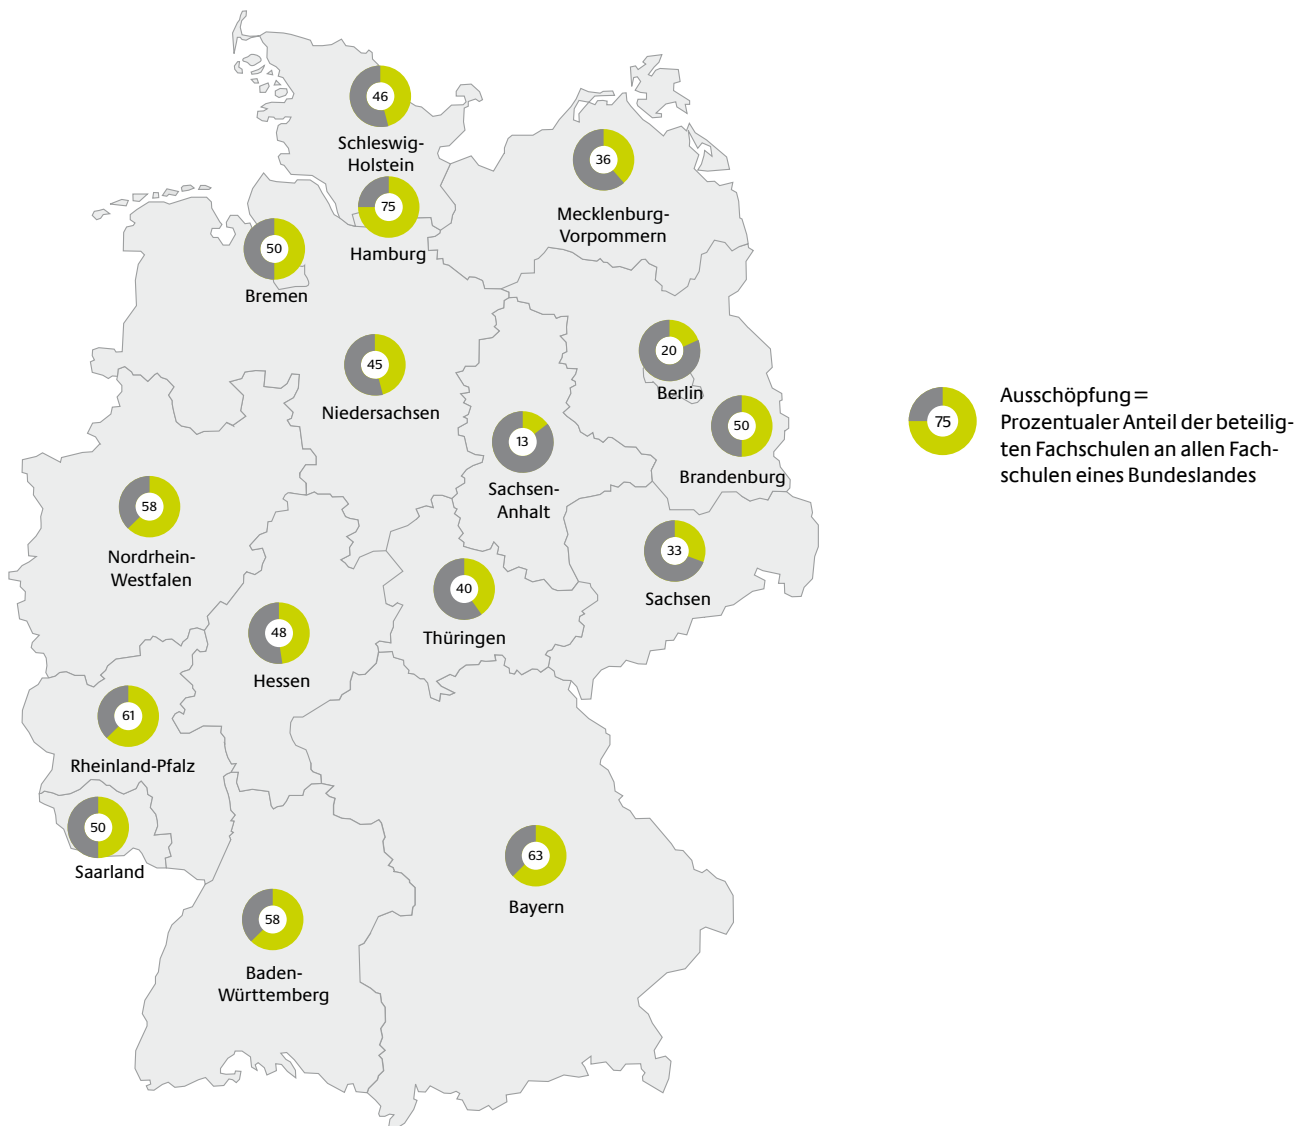 46
Schleswig-
Holstein
36
Mecklenburg-
Vorpommern
75
Hamburg
50
Bremen
45
Niedersachsen
20
Berlin
50
Brandenburg
13
Sachsen-
Anhalt
58
Nordrhein-
Westfalen
33
Sachsen
40
Thüringen
48
Hessen
61
Rheinland-Pfalz
50
Saarland
63
Bayern
58
Baden-
Württemberg
75
Ausschöpfung =
Prozentualer Anteil der beteilig-
ten Fachschulen an allen Fach-
schulen eines Bundeslandes